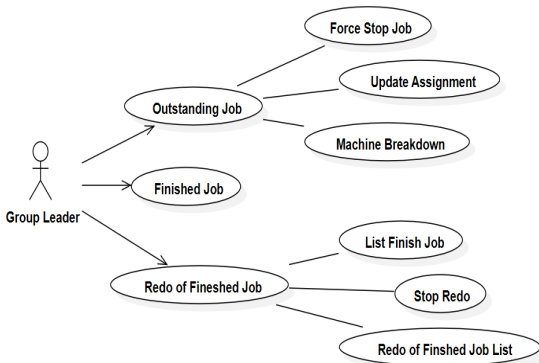 Force Stop Job
Update Assignment
Outstanding Job
Machine Breakdown
Finished Job
Group Leader
List Finish Job
Redo of Fineshed Job
Stop Redo
Redo of Finshed Job List